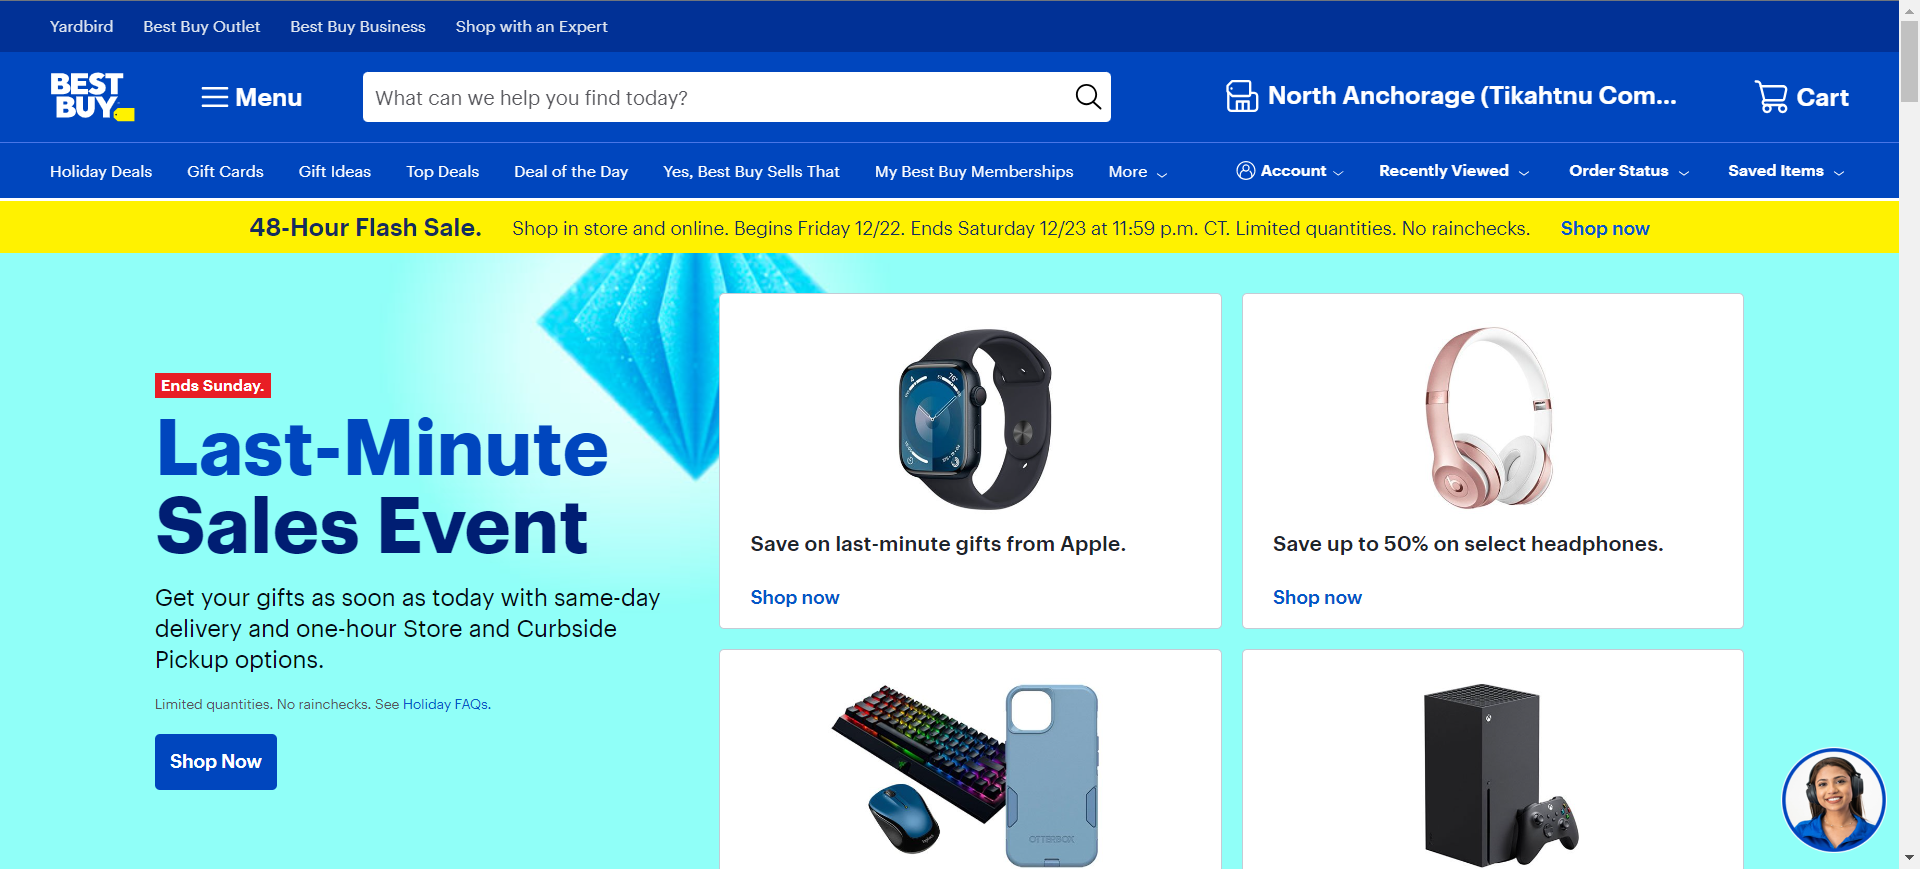 Yardbird
Best Buy Outlet
Best Buy Business
Shop with an Expert
BEST
BUY
Menu
What can we help you find today?
North Anchorage (Tikahtnu Com...
Cart
Holiday Deals
Gift Cards
Gift Ideas
Top Deals
Deal of the Day
Yes, Best Buy Sells That
My Best Buy Memberships
More
Account
Recently Viewed
Order Status
Saved Items
48-Hour Flash Sale.
Shop in store and online. Begins Friday 12/22. Ends Saturday 12/23 at 11:59 p.m. CT. Limited quantities. No rainchecks.
Shop now
Ends Sunday.
Last-Minute
Sales Event
Get your gifts as soon as today with same-day
delivery and one-hour Store and Curbside
Pickup options.
Limited quantities. No rainchecks. See Holiday FAQs.
Shop Now
Save on last-minute gifts from Apple.
Shop now
Save up to 50% on select headphones.
Shop now
OTTERBOX